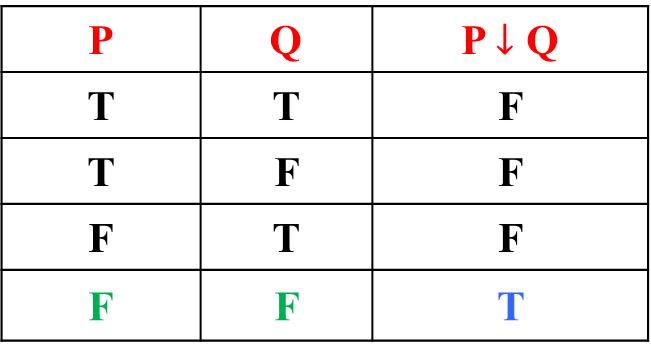 P Q P ↓ Q
T T F
T F F
F T F
F F T